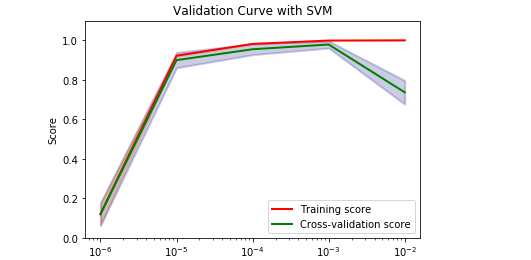 Validation Curve with SVM
Score
1.0
0.8
0.6
0.4
0.2
0.0
Training score
Cross-validation score
10⁻⁶ 10⁻⁵ 10⁻⁴ 10⁻³ 10⁻²